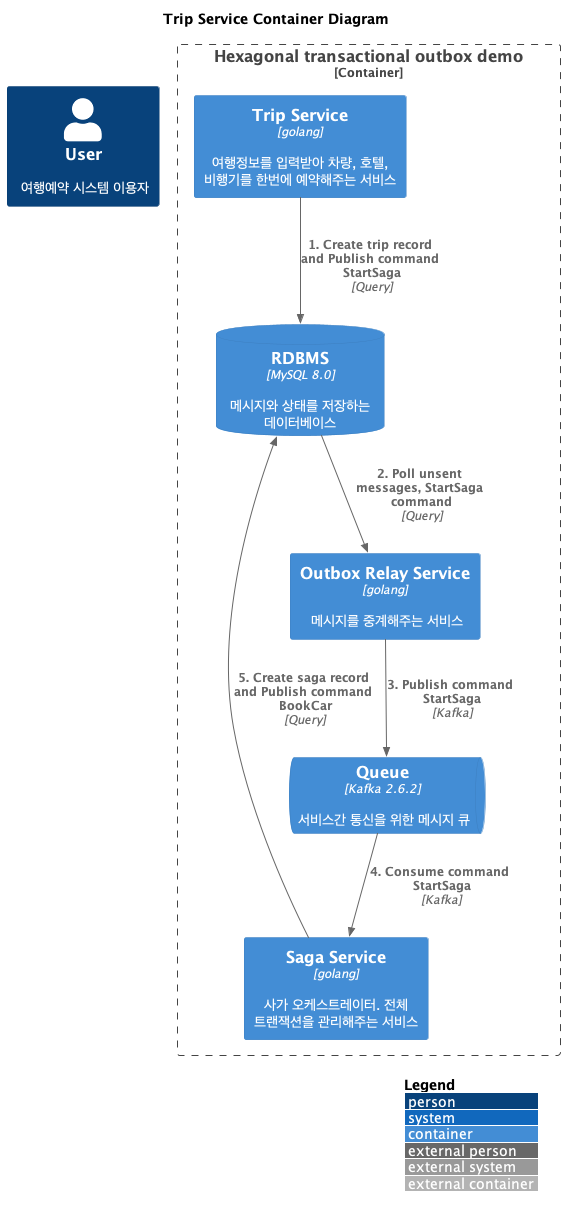 Trip Service Container Diagram
Hexagonal transactional outbox demo
[Container]
User
여행예약 시스템 이용자
Trip Service
[golang]
여행정보를 입력받아 차량, 호텔,
비행기를 한번에 예약해주는 서비스
1. Create trip record
and Publish command
StartSaga
[Query]
RDBMS
[MySQL 8.0]
메시지와 상태를 저장하는
데이터베이스
2. Poll unsent
messages, StartSaga
command
[Query]
Outbox Relay Service
[golang]
메시지를 중계해주는 서비스
5. Create saga record
and Publish command
BookCar
[Query]
3. Publish command
StartSaga
[Kafka]
Queue
[Kafka 2.6.2]
서비스간 통신을 위한 메시지 큐
4. Consume command
StartSaga
[Kafka]
Saga Service
[golang]
사가 오케스트레이터. 전체
트랜잭션을 관리해주는 서비스
Legend
person
system
container
external person
external system
external container